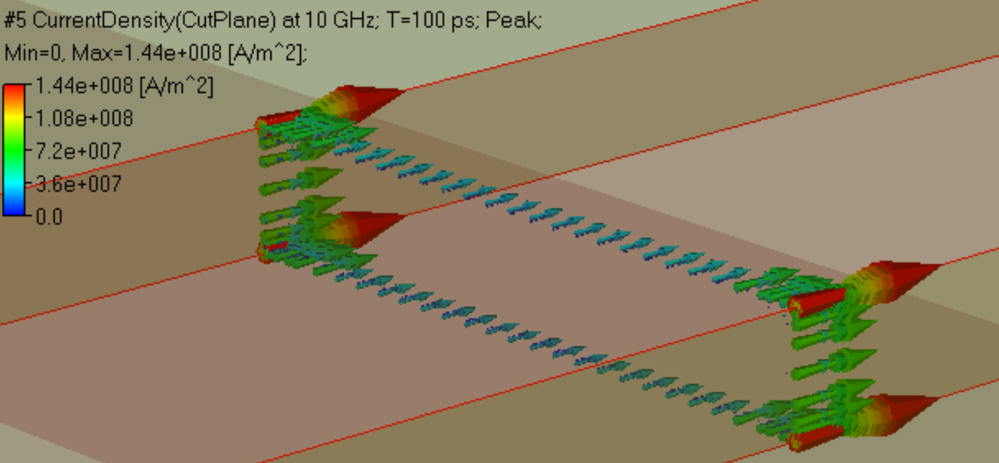 #5 CurrentDensity(CutPlane) at 10 GHz; T=100 ps; Peak;
Min=0, Max=1.44e+008 [A/m^2];
1.44e+008 [A/m^2]
1.08e+008
7.2e+007
3.6e+007
0.0